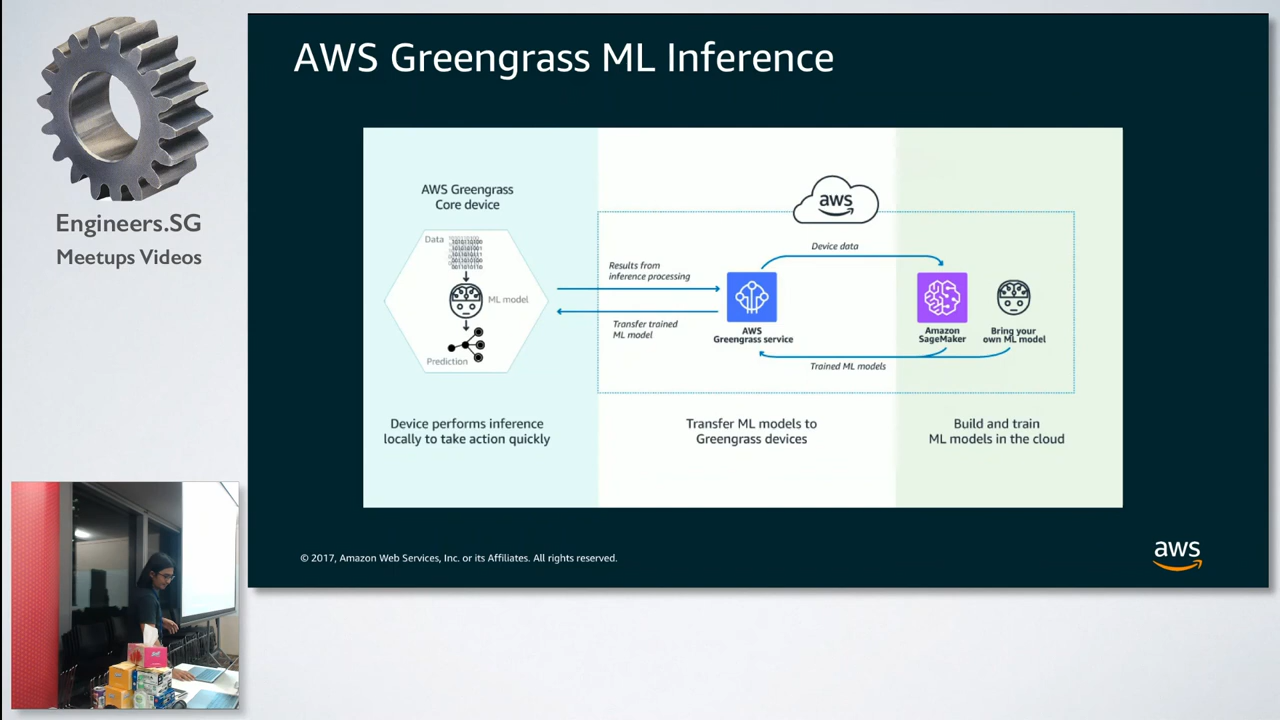 Engineers.SG
Meetups Videos
AWS Greengrass ML Inference
AWS Greengrass
Core device
Data
ML model
Prediction
Device performs inference
locally to take action quickly
Results from
inference processing
Transfer trained
ML model
aws
Device data
AWS
Greengrass service
Trained ML models
Transfer ML models to
Greengrass devices
Amazon
SageMaker
Bring your
own ML model
Build and train
ML models in the cloud
© 2017, Amazon Web Services, Inc. or its Affiliates. All rights reserved.
aws